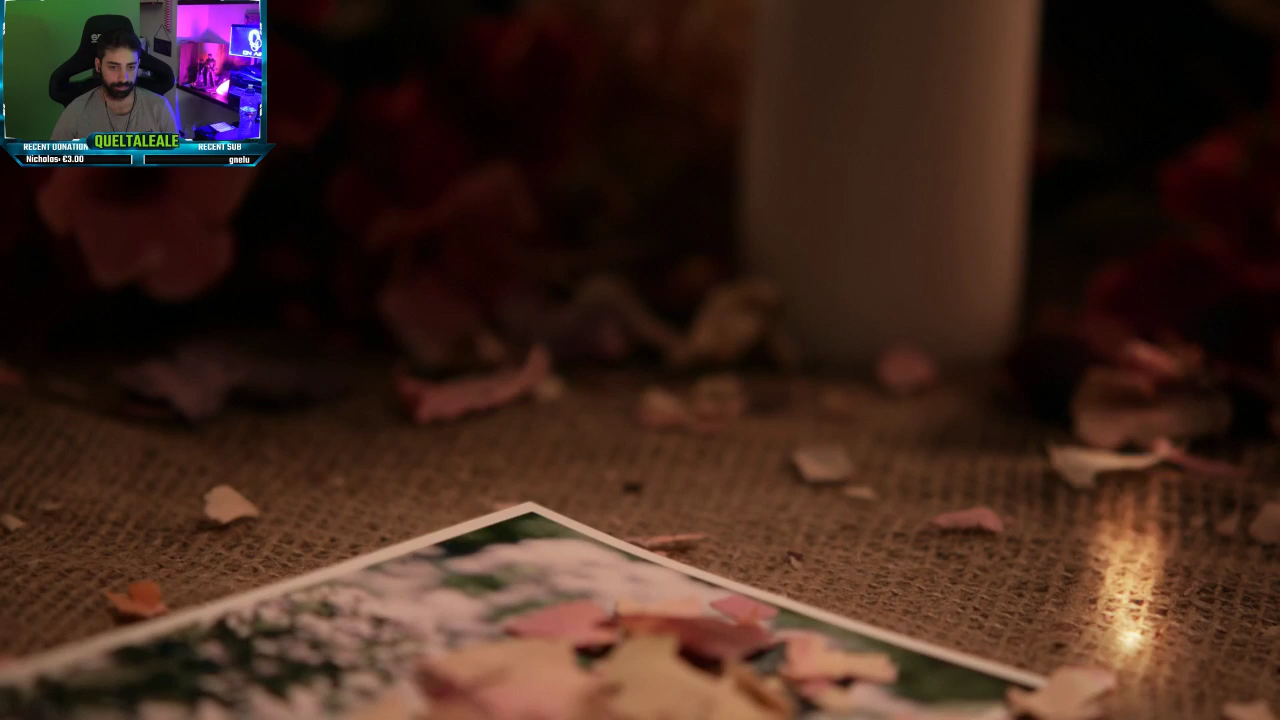 QUELTALEALE
RECENT DONATION
RECENT SUB
Nicholas• €3.00
gnelu